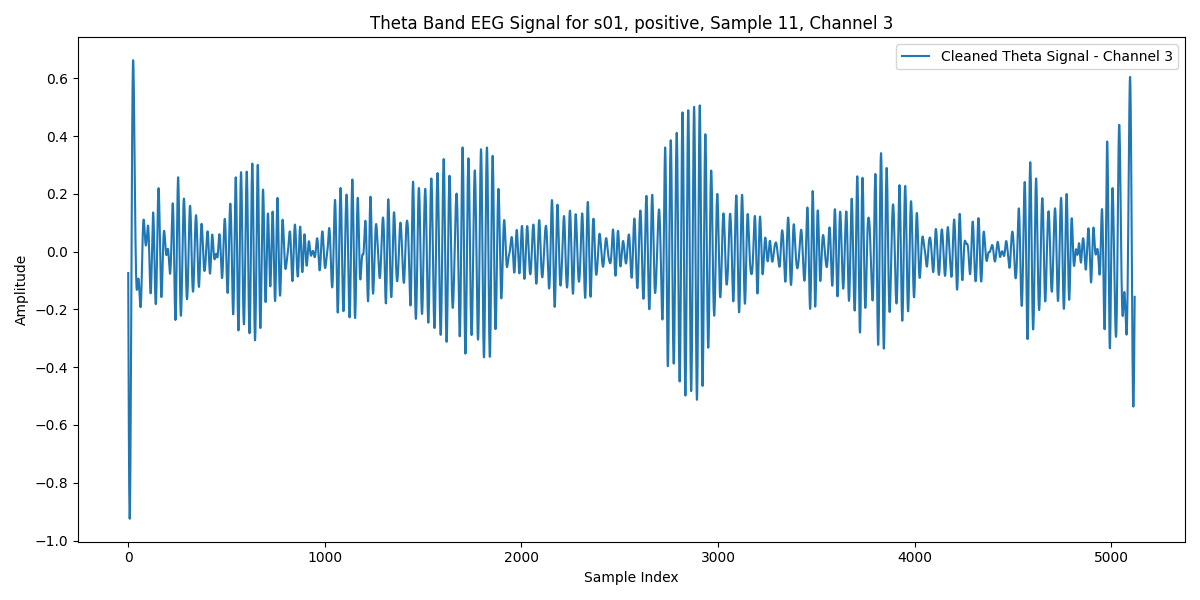 Theta Band EEG Signal for s01, positive, Sample 11, Channel 3
Cleaned Theta Signal - Channel 3
Amplitude
0.6
0.4
0.2
0.0
−0.2
−0.4
−0.6
−0.8
−1.0
0 1000 2000 3000 4000 5000
Sample Index